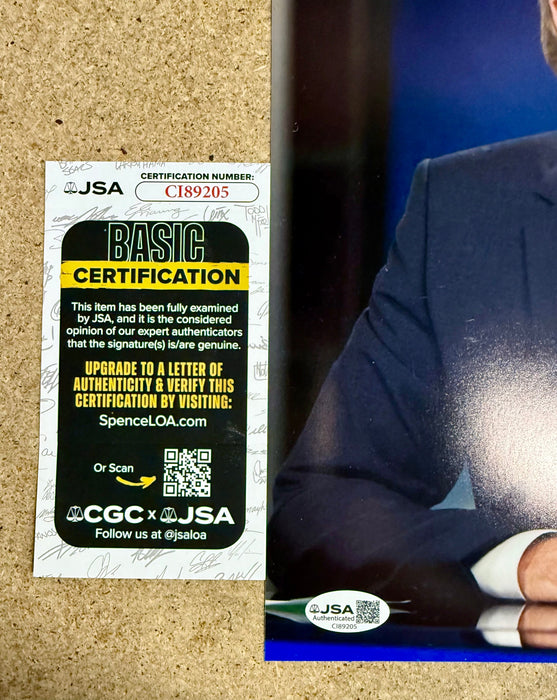 JSA
CERTIFICATION NUMBER:
CI89205
BASIC
CERTIFICATION
This item has been fully examined
by JSA, and it is the considered
opinion of our expert authenticators
that the signature(s) is/are genuine.
UPGRADE TO A LETTER OF
AUTHENTICITY & VERIFY THIS
CERTIFICATION BY VISITING:
SpenceLOA.com
Or Scan
CGC x JSA
Follow us at @jsaloa
JSA
Authenticated
CI89205